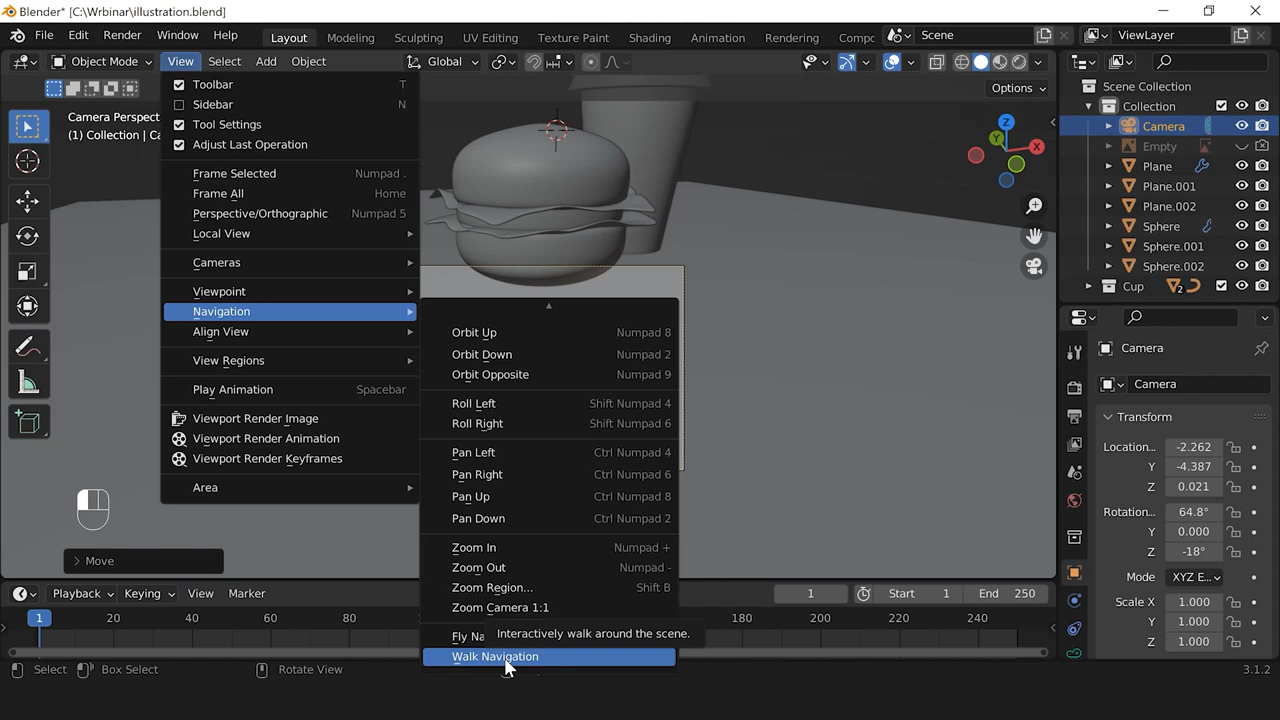 Blender* [C:\Wrbinar\illustration.blend]
File Edit Render Window Help Layout Modeling Sculpting UV Editing Texture Paint Shading Animation Rendering Compc Scene ViewLayer
Object Mode View Select Add Object Global
Options
Toolbar T
Sidebar N
Tool Settings
Adjust Last Operation
Frame Selected Numpad .
Frame All Home
Perspective/Orthographic Numpad 5
Local View
Cameras
Viewpoint
Navigation
Align View
View Regions
Play Animation Spacebar
Viewport Render Image
Viewport Render Animation
Viewport Render Keyframes
Area
Camera Perspect
(1) Collection | Ca
Orbit Up Numpad 8
Orbit Down Numpad 2
Orbit Opposite Numpad 9
Roll Left Shift Numpad 4
Roll Right Shift Numpad 6
Pan Left Ctrl Numpad 4
Pan Right Ctrl Numpad 6
Pan Up Ctrl Numpad 8
Pan Down Ctrl Numpad 2
Zoom In Numpad +
Zoom Out Numpad -
Zoom Region... Shift B
Zoom Camera 1:1
Fly Na
Interactively walk around the scene.
Walk Navigation
Z
Y
X
Scene Collection
Collection
Camera
Empty
Plane
Plane.001
Plane.002
Sphere
Sphere.001
Sphere.002
Cup 2
Camera
Camera
Transform
Location... -2.262
Y -4.387
Z 0.021
Rotation... 64.8°
Y 0.000
Z -18°
Mode XYZ E...
Scale X 1.000
Y 1.000
Z 1.000
Move
Playback Keying View Marker 1 Start 1 End 250
1 40 80 180 200 240
Select Box Select Rotate View 3.1.2